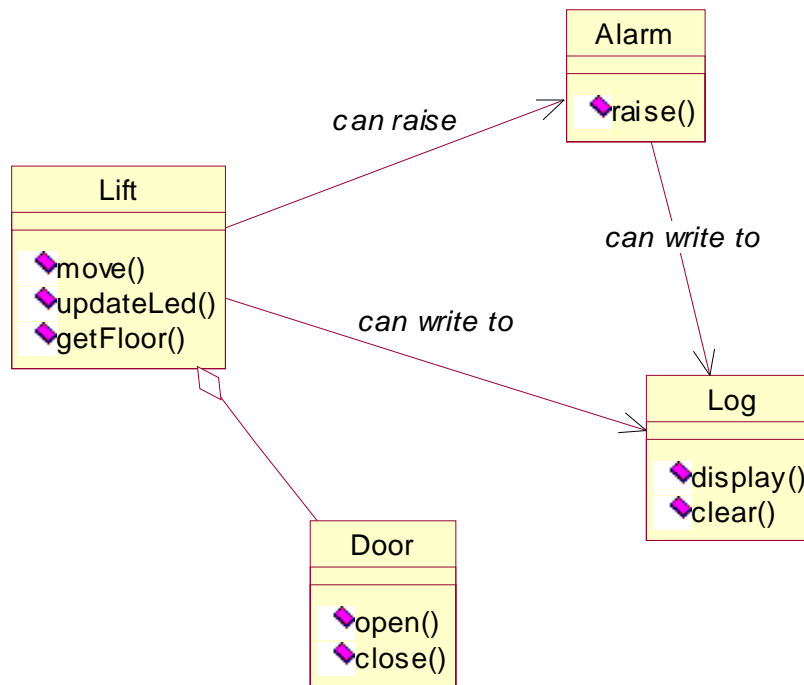 Alarm
raise()
can raise
Lift
move()
updateLed()
getFloor()
can write to
can write to
Log
display()
clear()
Door
open()
close()